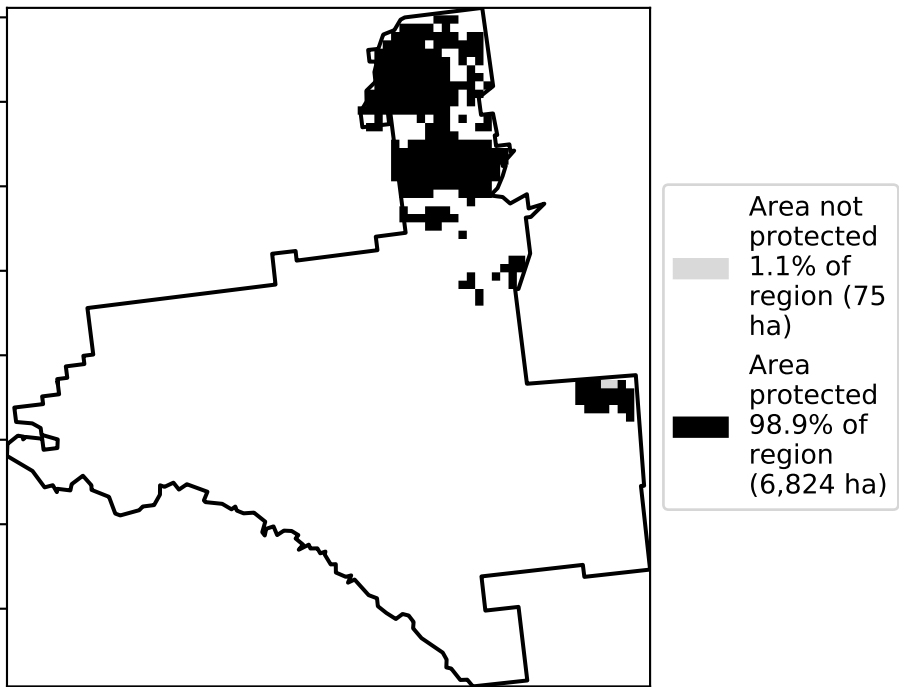 Area not
protected
1.1% of
region (75
ha)
Area
protected
98.9% of
region
(6,824 ha)